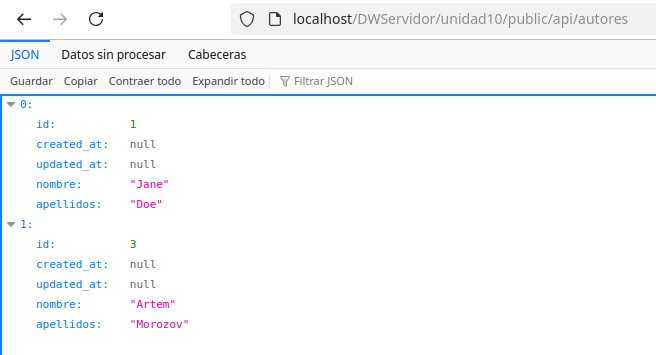 localhost/DWServidor/unidad10/public/api/autores
JSON Datos sin procesar Cabeceras
Guardar Copiar Contraer todo Expandir todo Filtrar JSON
0:
id: 1
created_at: null
updated_at: null
nombre: "Jane"
apellidos: "Doe"
1:
id: 3
created_at: null
updated_at: null
nombre: "Artem"
apellidos: "Morozov"